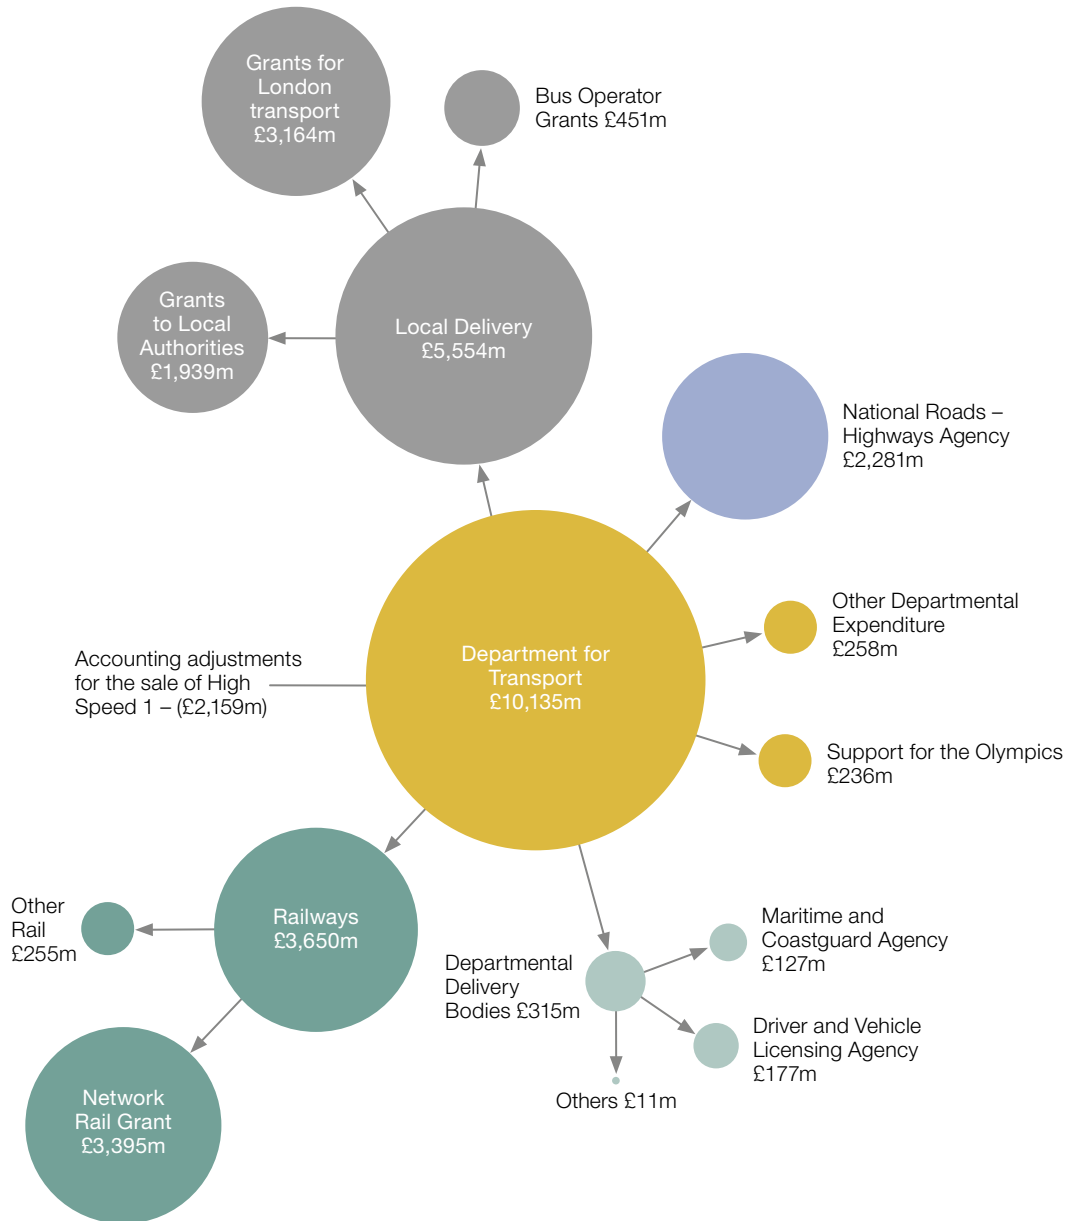 Grants for
London
transport
£3,164m
Bus Operator
Grants £451m
Grants
to Local
Authorities
£1,939m
Local Delivery
£5,554m
National Roads –
Highways Agency
£2,281m
Other Departmental
Expenditure
£258m
Department for
Transport
£10,135m
Accounting adjustments
for the sale of High
Speed 1 – (£2,159m)
Support for the Olympics
£236m
Other
Rail
£255m
Railways
£3,650m
Departmental
Delivery
Bodies £315m
Maritime and
Coastguard Agency
£127m
Driver and Vehicle
Licensing Agency
£177m
Others £11m
Network
Rail Grant
£3,395m